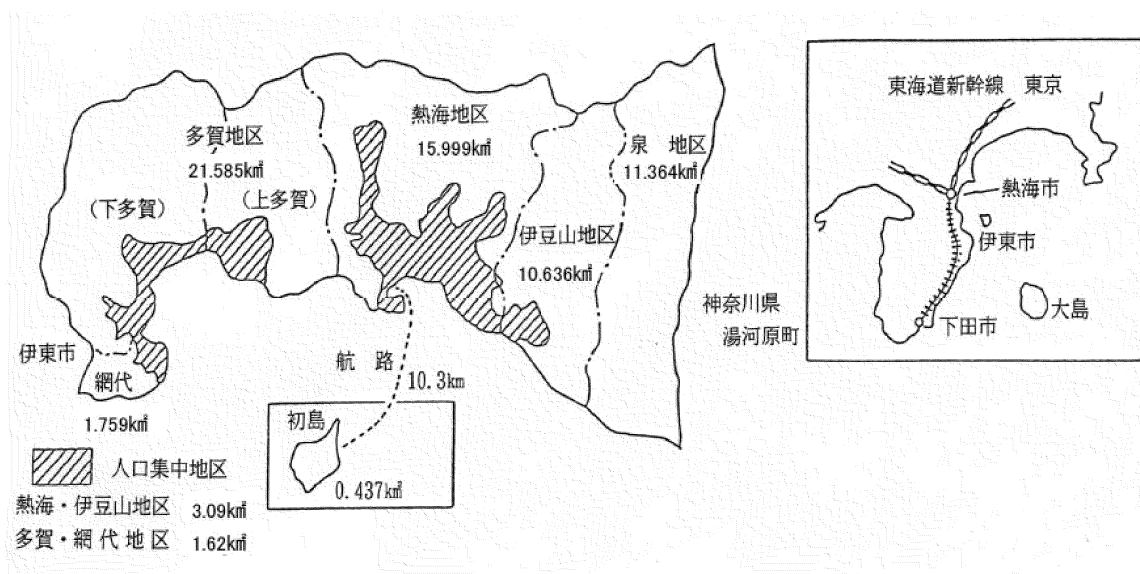 熱海地区
15.999k㎡
多賀地区
21.585k㎡
(下多賀)
(上多賀)
泉 地区
11.364k㎡
伊豆山地区
10.636k㎡
神奈川県
湯河原町
伊東市
網代
1.759k㎡
航 路
10.3km
初島
0.437k㎡
人口集中地区
熱海・伊豆山地区 3.09k㎡
多賀・網代地区 1.62k㎡
東海道新幹線 東京
熱海市
伊東市
大島
下田市